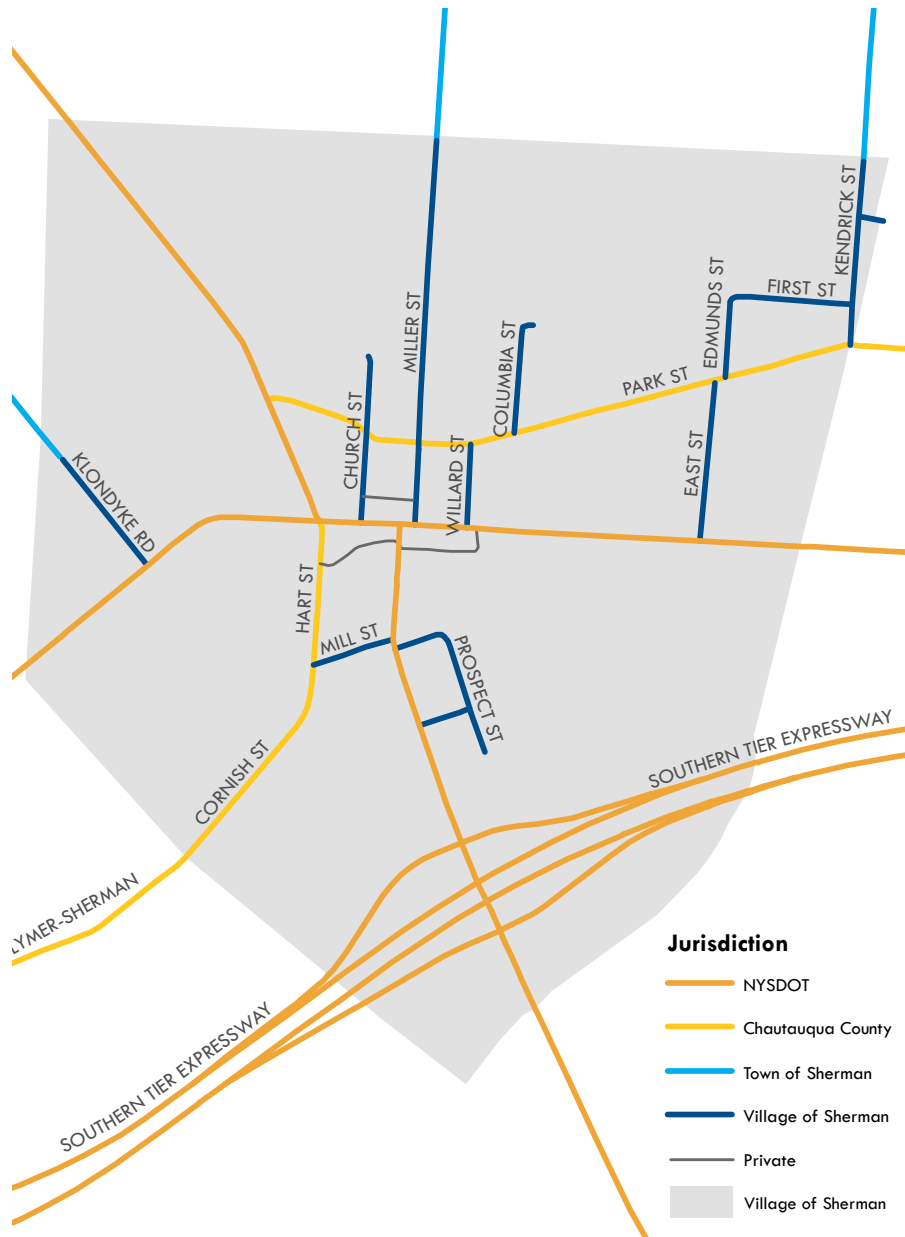 KENDRICK ST
FIRST ST
EDMUNDS ST
MILLER ST
COLUMBIA ST
PARK ST
CHURCH ST
WILLARD ST
EAST ST
KLONDYKE RD
HART ST
MILL ST
PROSPECT ST
CORNISH ST
SOUTHERN TIER EXPRESSWAY
LYMER-SHERMAN
SOUTHERN TIER EXPRESSWAY
Jurisdiction
NYSDOT
Chautauqua County
Town of Sherman
Village of Sherman
Private
Village of Sherman